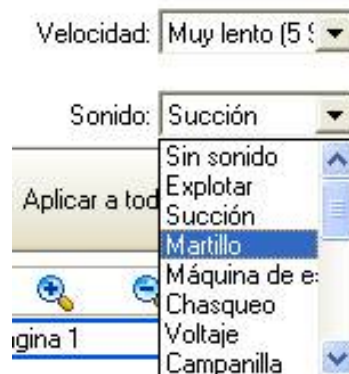 Velocidad: Muy lento (5
Sonido: Succión
Sin sonido
Explotar
Aplicar a tod
Succión
Martillo
Máquina de e
Chasqueo
gina 1
Voltaje
Campanilla